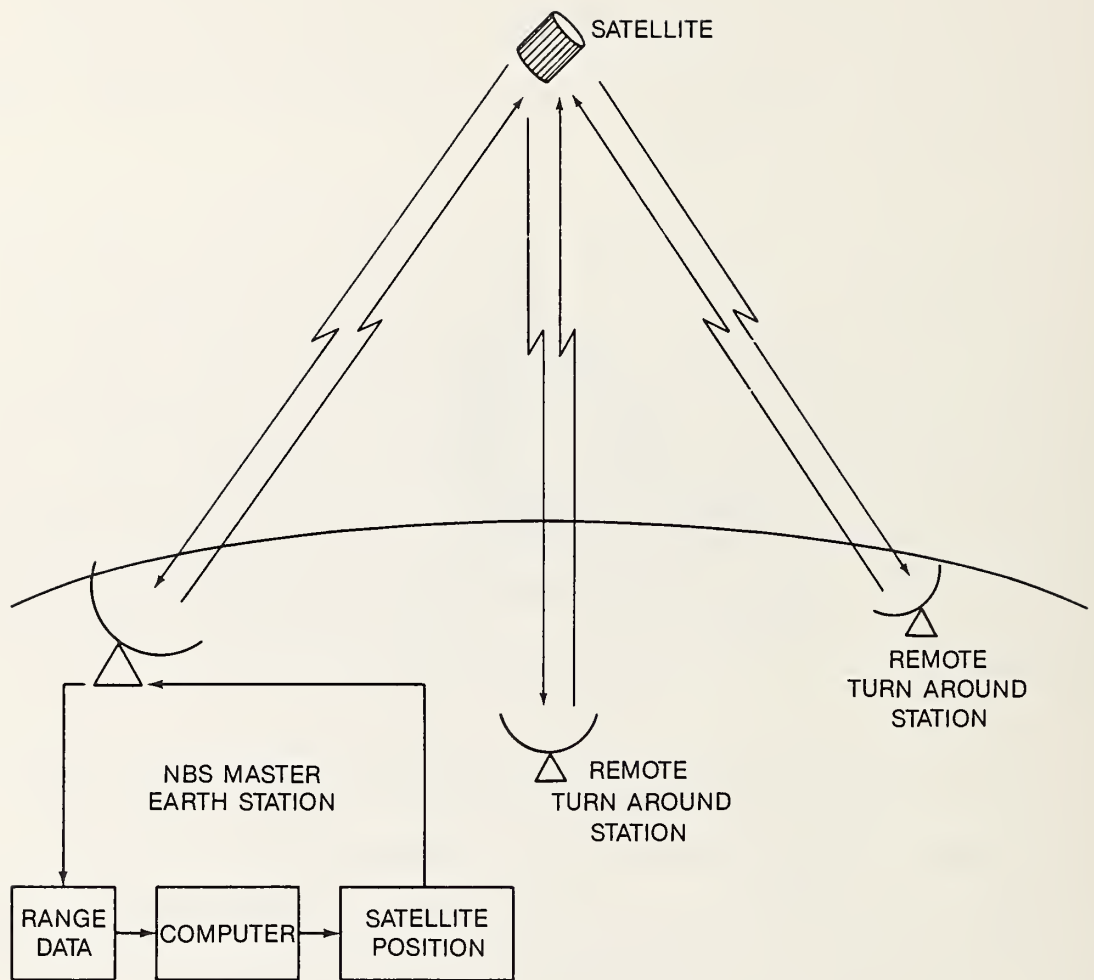 SATELLITE
REMOTE
TURN AROUND
STATION
NBS MASTER
EARTH STATION
REMOTE
TURN AROUND
STATION
RANGE
DATA
COMPUTER
SATELLITE
POSITION